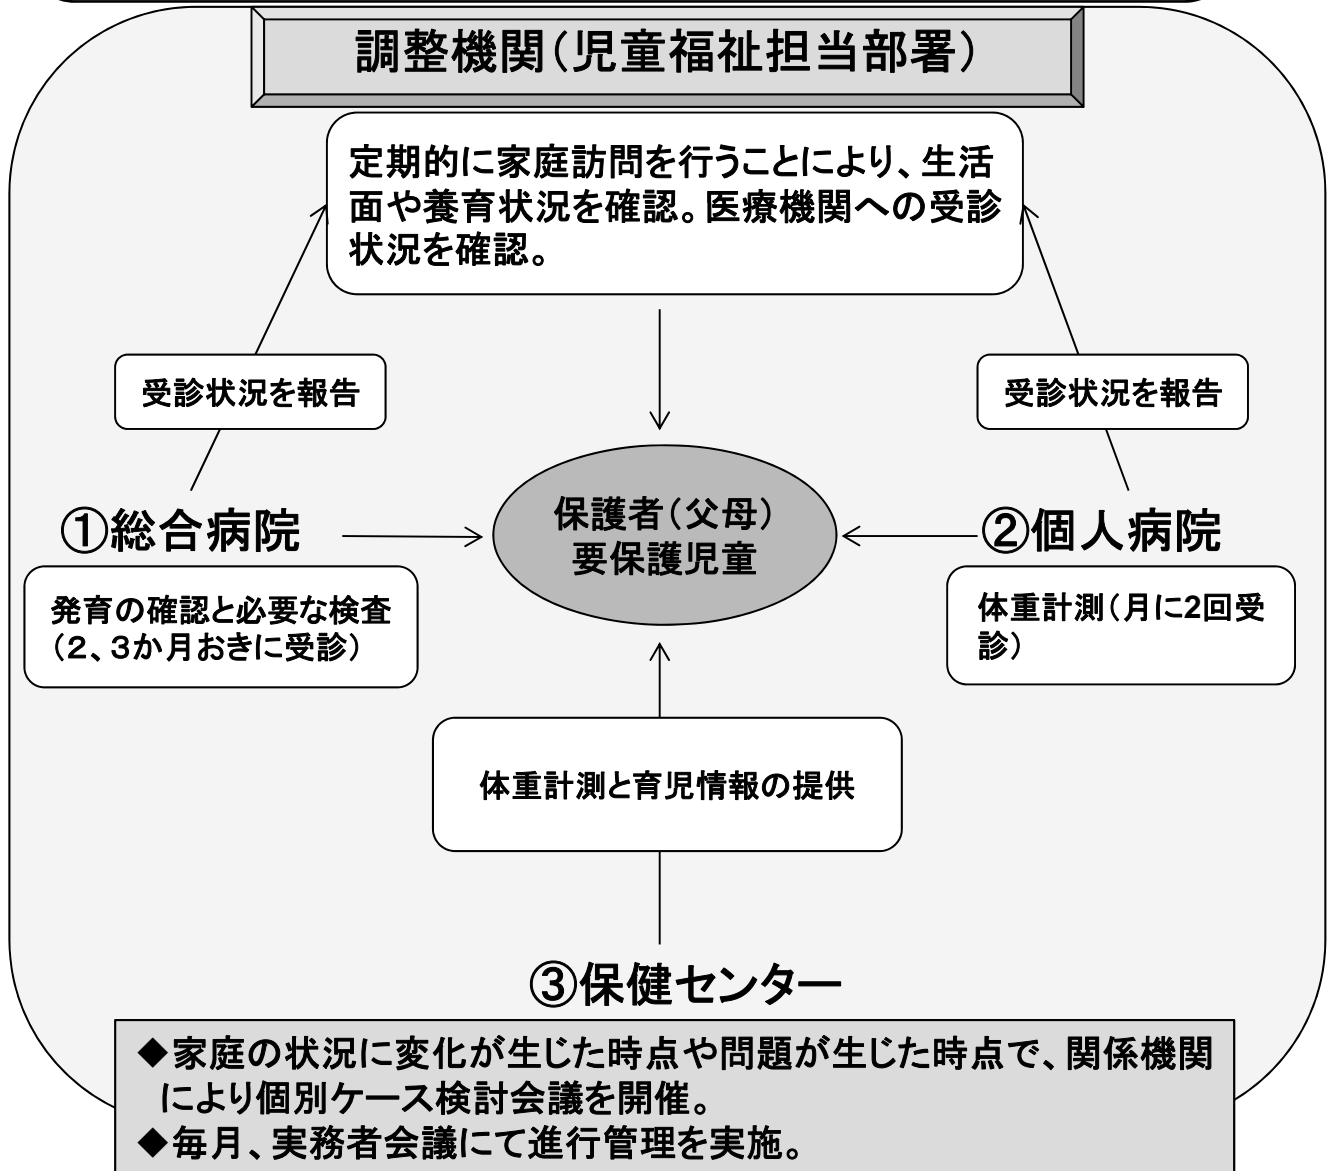 調整機関（児童福祉担当部署）
定期的に家庭訪問を行うことにより、生活
面や養育状況を確認。医療機関への受診
状況を確認。
受診状況を報告
受診状況を報告
①総合病院
保護者（父母）
要保護児童
②個人病院
発育の確認と必要な検査
（２、３か月おきに受診）
体重計測（月に2回受
診）
体重計測と育児情報の提供
③保健センター
◆家庭の状況に変化が生じた時点や問題が生じた時点で、関係機関
により個別ケース検討会議を開催。
◆毎月、実務者会議にて進行管理を実施。